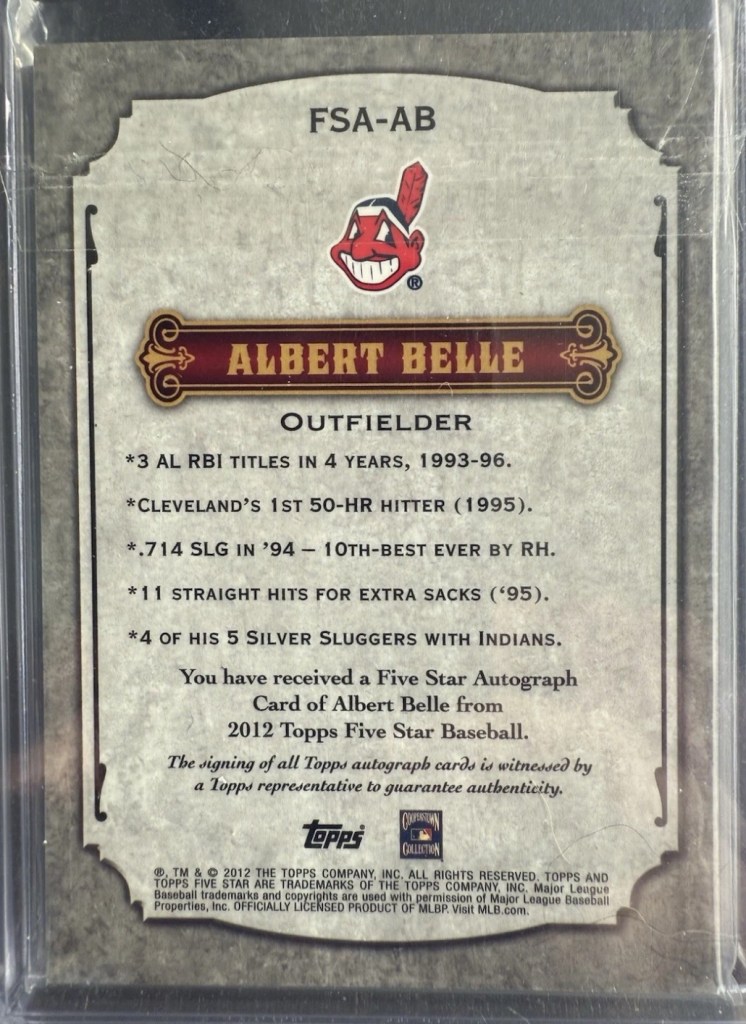 FSA-AB
®
ALBERT BELLE
OUTFIELDER
*3 AL RBI TITLES IN 4 YEARS, 1993-96.
*CLEVELAND'S 1ST 50-HR HITTER (1995).
*.714 SLG IN '94 – 10TH-BEST EVER BY RH.
*11 STRAIGHT HITS FOR EXTRA SACKS ('95).
*4 OF HIS 5 SILVER SLUGGERS WITH INDIANS.
You have received a Five Star Autograph
Card of Albert Belle from
2012 Topps Five Star Baseball.
The signing of all Topps autograph cards is witnessed by
a Topps representative to guarantee authenticity.
topps
COOPERSTOWN
COLLECTION
®, TM & © 2012 THE TOPPS COMPANY, INC. ALL RIGHTS RESERVED. TOPPS AND
TOPPS FIVE STAR ARE TRADEMARKS OF THE TOPPS COMPANY, INC. Major League
Baseball trademarks and copyrights are used with permission of Major League Baseball
Properties, Inc. OFFICIALLY LICENSED PRODUCT OF MLBP. Visit MLB.com.